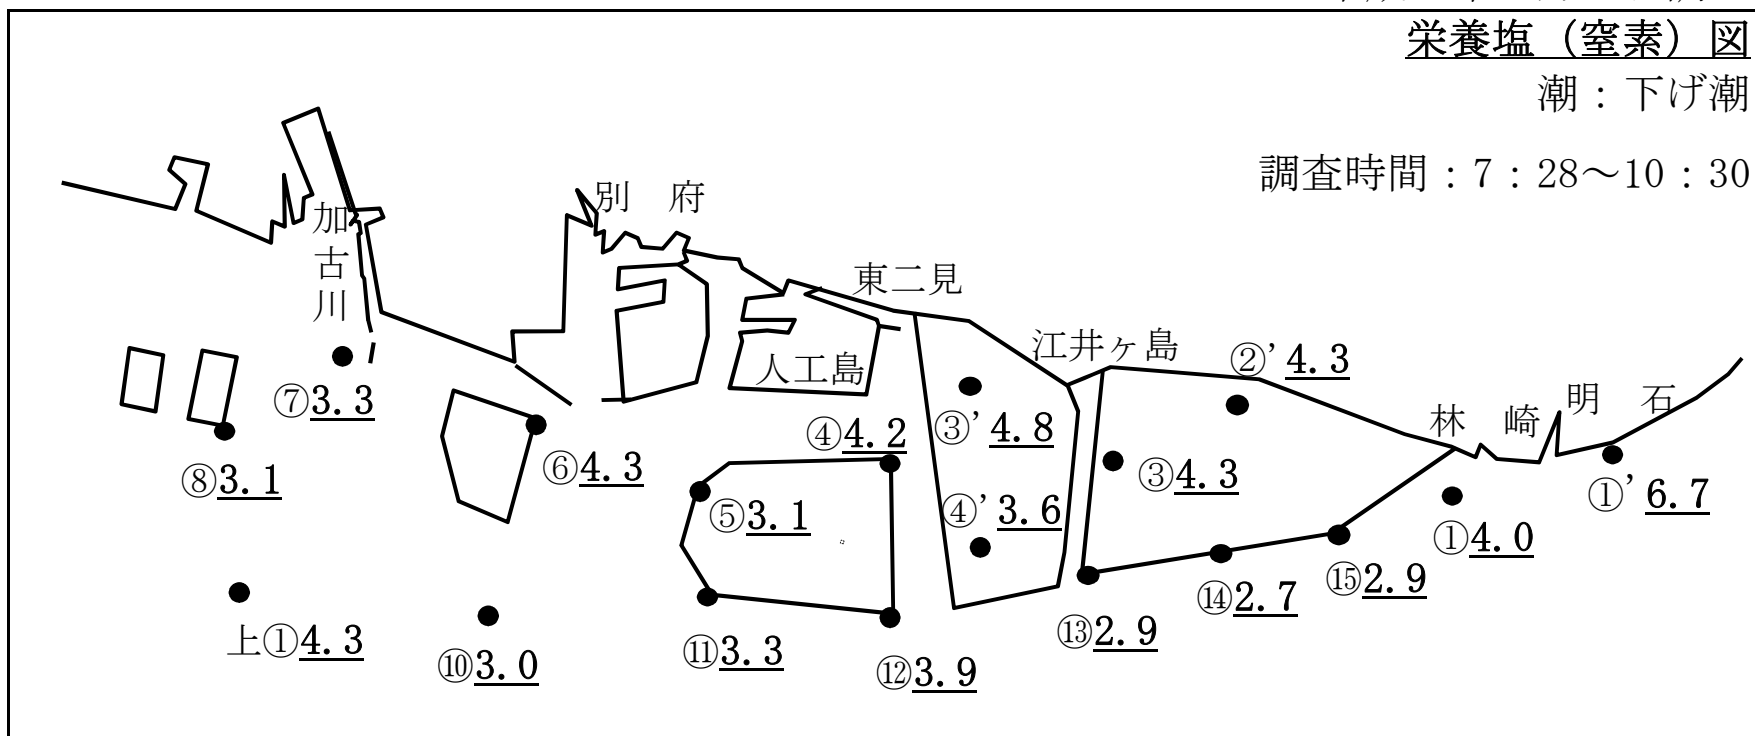 栄養塩（窒素）図
潮：下げ潮
調査時間：7：28～10：30
加古川
別　府
東二見
人工島
江井ヶ島
林　崎
明　石
②’4.3
⑦3.3
③’4.8
④4.2
⑥4.3
③4.3
⑧3.1
⑤3.1
④’3.6
①’6.7
①4.0
⑮2.9
⑭2.7
⑬2.9
上①4.3
⑩3.0
⑪3.3
⑫3.9